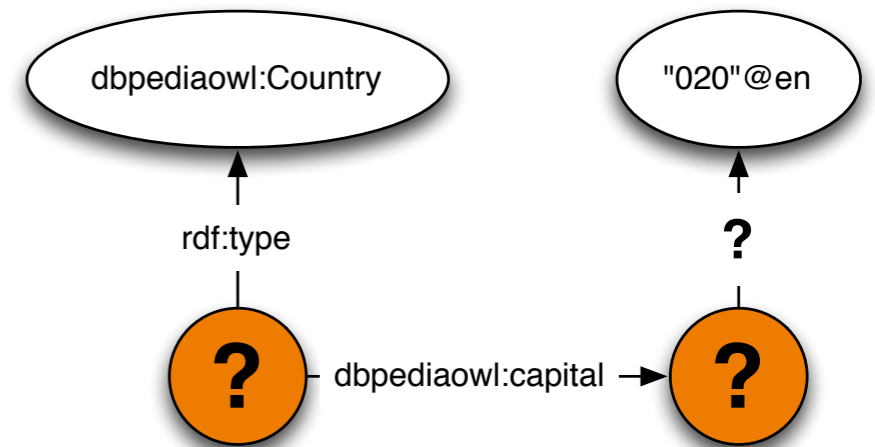 dbpediaowl:Country
"020"@en
rdf:type
?
?
dbpediaowl:capital
?